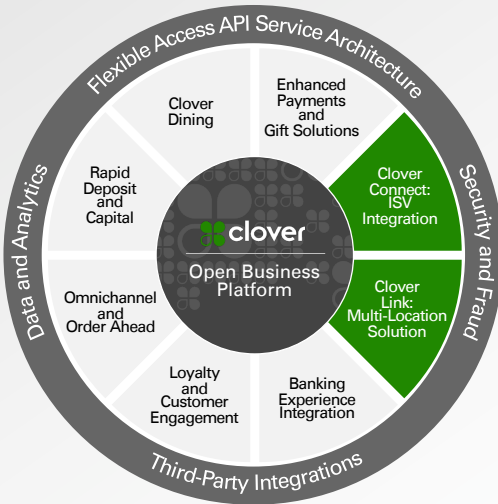 Flexible Access API Service Architecture
Clover
Dining
Enhanced
Payments
and
Gift Solutions
Rapid
Deposit
and
Capital
Clover
Connect:
ISV
Integration
clover
Open Business
Platform
Data and Analytics
Security and Fraud
Omnichannel
and
Order Ahead
Clover
Link:
Multi-Location
Solution
Loyalty
and
Customer
Engagement
Banking
Experience
Integration
Third-Party Integrations